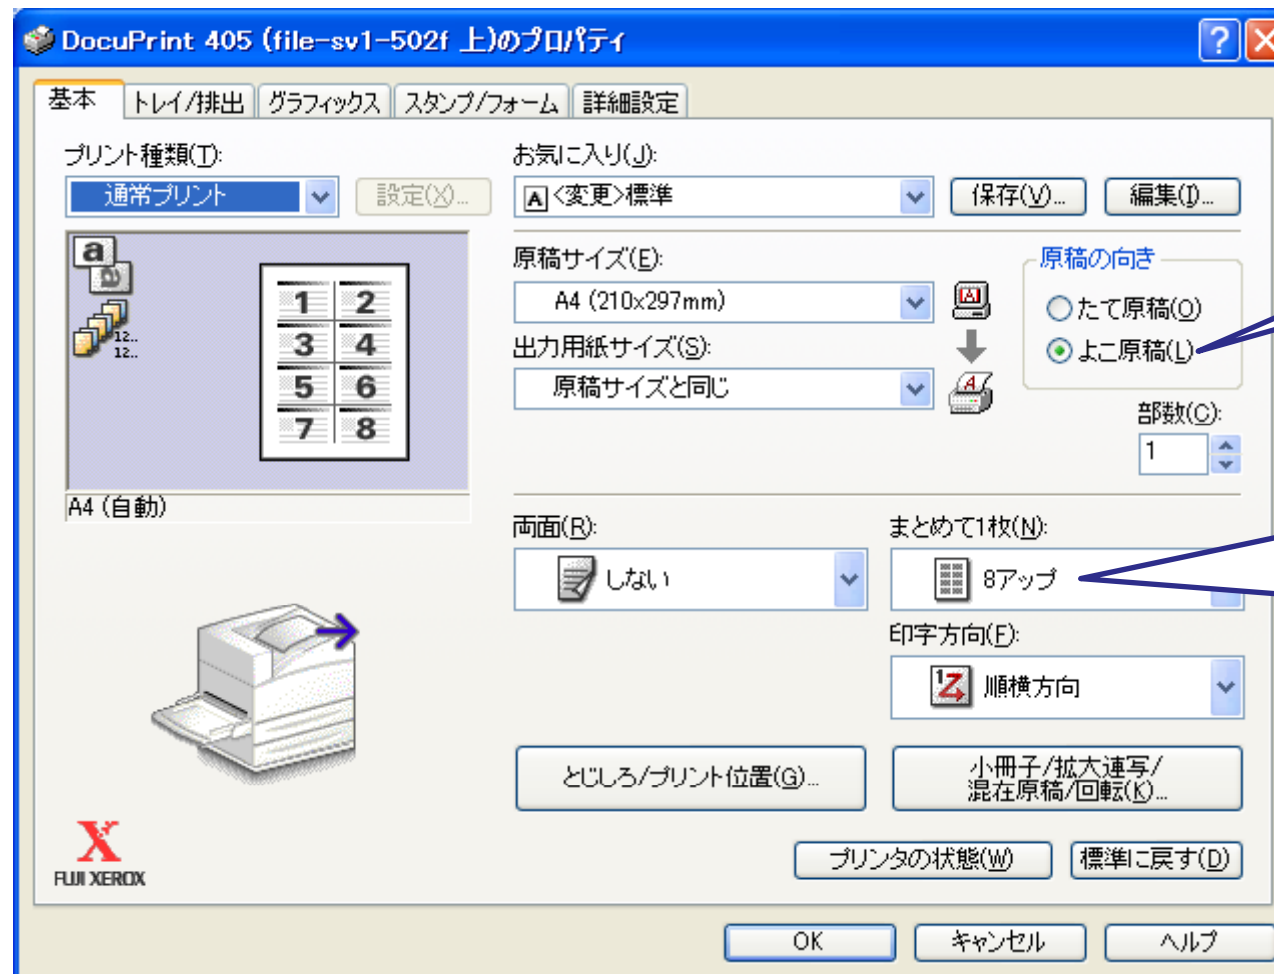 DocuPrint 405 (file-sv1-502f 上)のプロパティ
基本 トレイ/排出 グラフィックス スタンプ/フォーム 詳細設定
プリント種類(T):
通常プリント
設定(X)...
お気に入り(J):
A <変更>標準
保存(V)...
編集(I)...
a
a
12..
12..
1 2
3 4
5 6
7 8
A4 (自動)
原稿サイズ(E):
A4 (210x297mm)
出力用紙サイズ(S):
原稿サイズと同じ
A
A
原稿の向き
たて原稿(O)
よこ原稿(L)
部数(C):
1
両面(R):
しない
まとめて1枚(N):
8アップ
印字方向(F):
1
順横方向
とじしろ/プリント位置(G)...
小冊子/拡大連写/
混在原稿/回転(K)...
X
FUJI XEROX
プリンタの状態(W)
標準に戻す(D)
OK
キャンセル
ヘルプ